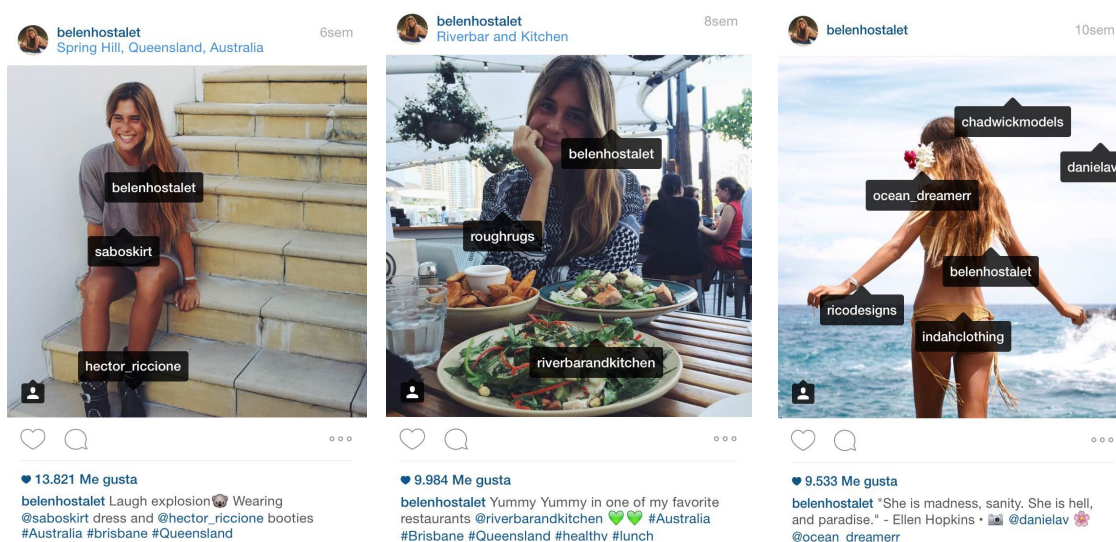 belenhostalet
Spring Hill, Queensland, Australia
6sem
belenhostalet
saboskirt
hector_riccione
13.821 Me gusta
belenhostalet Laugh explosion🐨 Wearing
@saboskirt dress and @hector_riccione booties
#Australia #brisbane #Queensland
belenhostalet
Riverbar and Kitchen
8sem
belenhostalet
roughrugs
riverbarandkitchen
9.984 Me gusta
belenhostalet Yummy Yummy in one of my favorite
restaurants @riverbarandkitchen 💚💚 #Australia
#Brisbane #Queensland #healthy #lunch
belenhostalet
10sem
chadwickmodels
danielav
ocean_dreamerr
belenhostalet
ricodesigns
indahclothing
9.533 Me gusta
belenhostalet "She is madness, sanity. She is hell,
and paradise." - Ellen Hopkins • 📷 @danielav 🌸
@ocean_dreamerr